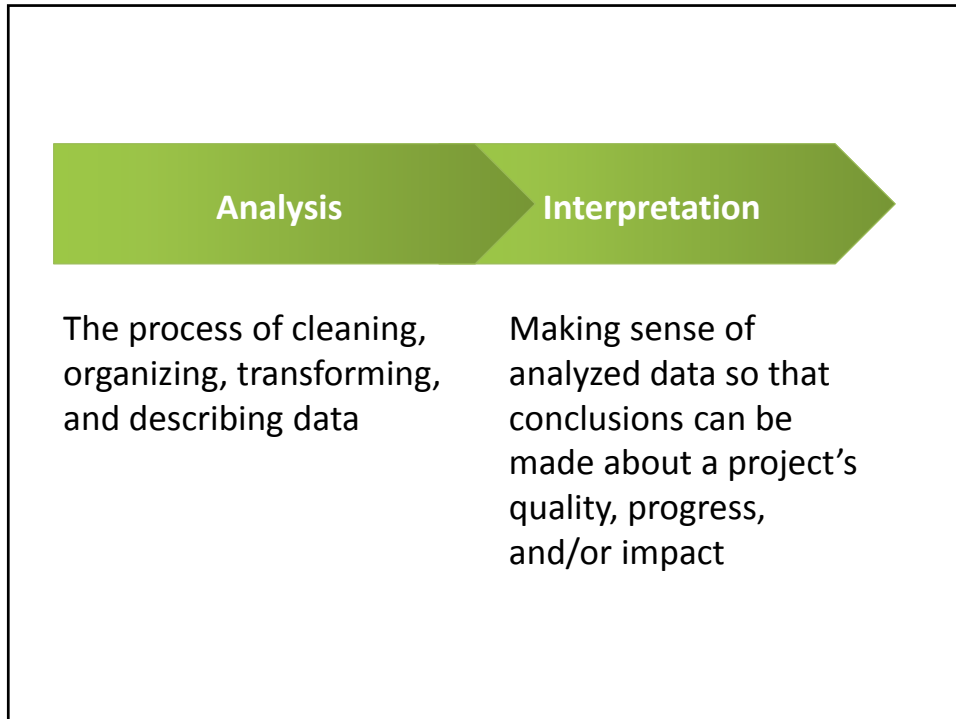 Analysis
Interpretation
The process of cleaning,
organizing, transforming,
and describing data
Making sense of
analyzed data so that
conclusions can be
made about a project’s
quality, progress,
and/or impact